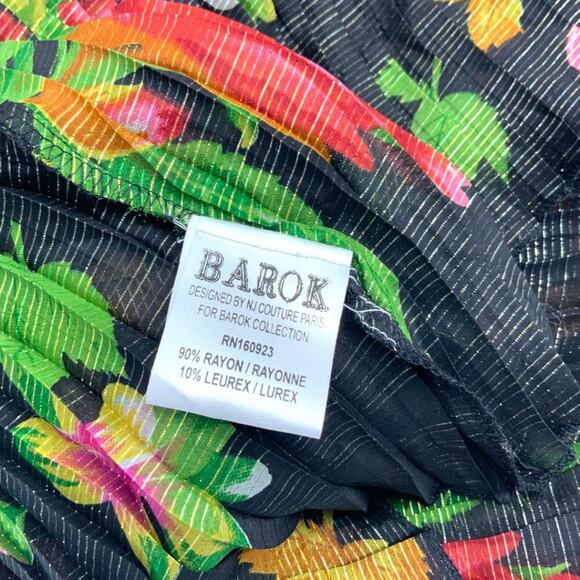 BAROK
DESIGNED BY NJ COUTURE PARIS
FOR BAROK COLLECTION
RN160923
90% RAYON / RAYONNE
10% LEUREX / LUREX